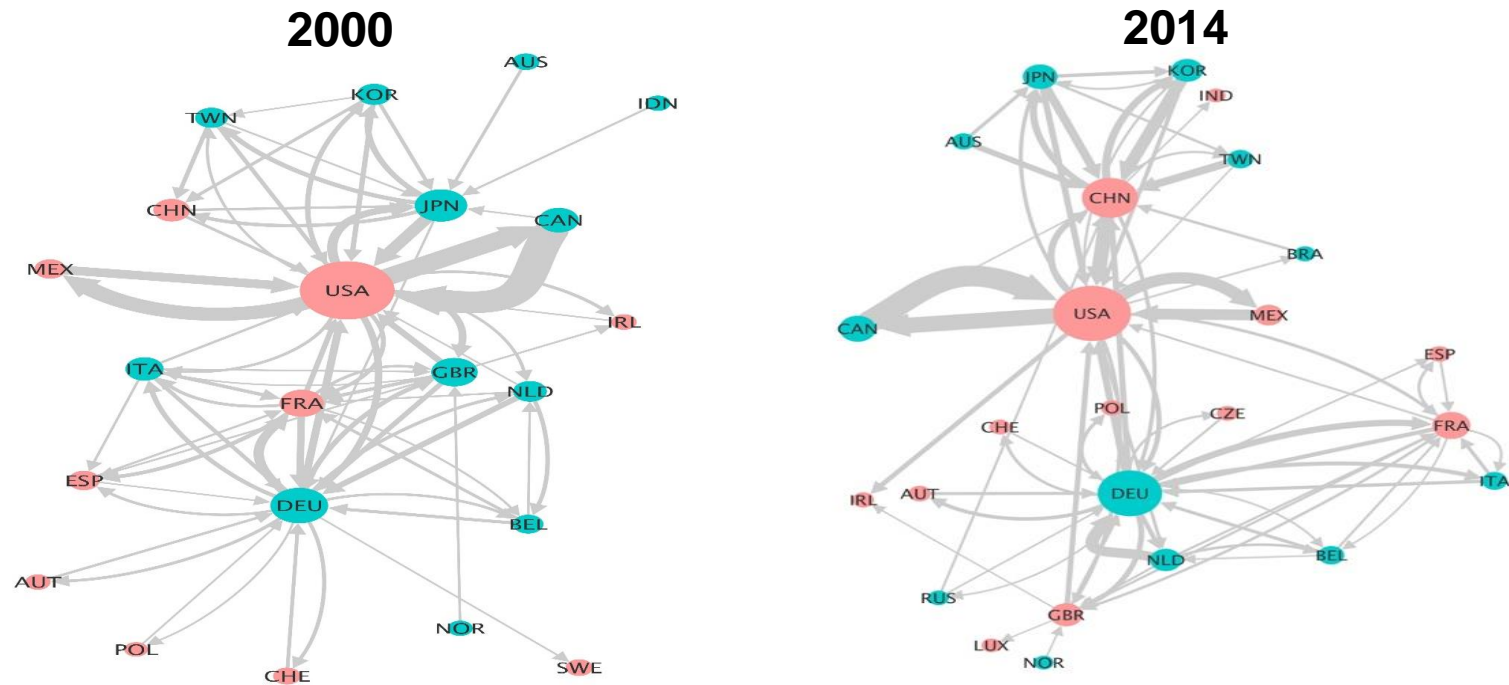 2000
AUS
KOR
IDN
TWN
CHN
JPN
CAN
MEX
USA
IRL
ITA
GBR
NLD
FRA
ESP
DEU
BEL
AUT
NOR
POL
CHE
SWE
2014
JPN
KOR
IND
AUS
TWN
CHN
BRA
CAN
USA
MEX
ESP
POL
CZE
CHE
FRA
IRL
AUT
DEU
ITA
NLD
BEL
RUS
GBR
LUX
NOR